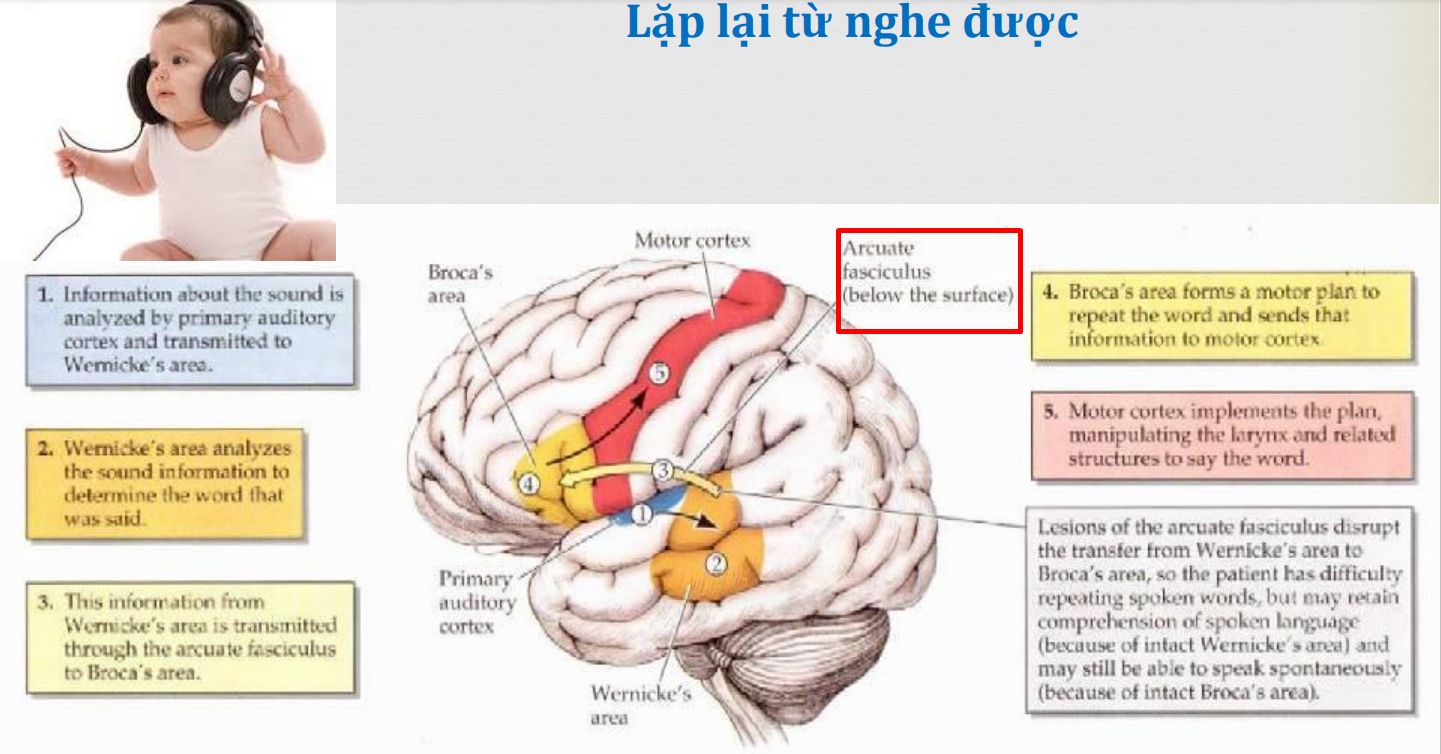 Lặp lại từ nghe được
Motor cortex
Broca's
area
Arcuate
fasciculus
(below the surface)
1. Information about the sound is
analyzed by primary auditory
cortex and transmitted to
Wernicke's area.
2. Wernicke's area analyzes
the sound information to
determine the word that
was said.
3. This information from
Wernicke's area is transmitted
through the arcuate fasciculus
to Broca's area.
5
3
4
1
2
Primary
auditory
cortex
Wernicke's
area
4. Broca's area forms a motor plan to
repeat the word and sends that
information to motor cortex
5. Motor cortex implements the plan,
manipulating the larynx and related
structures to say the word.
Lesions of the arcuate fasciculus disrupt
the transfer from Wernicke's area to
Broca's area, so the patient has difficulty
repeating spoken words, but may retain
comprehension of spoken language
(because of intact Wernicke's area) and
may still be able to speak spontaneously
(because of intact Broca's area).